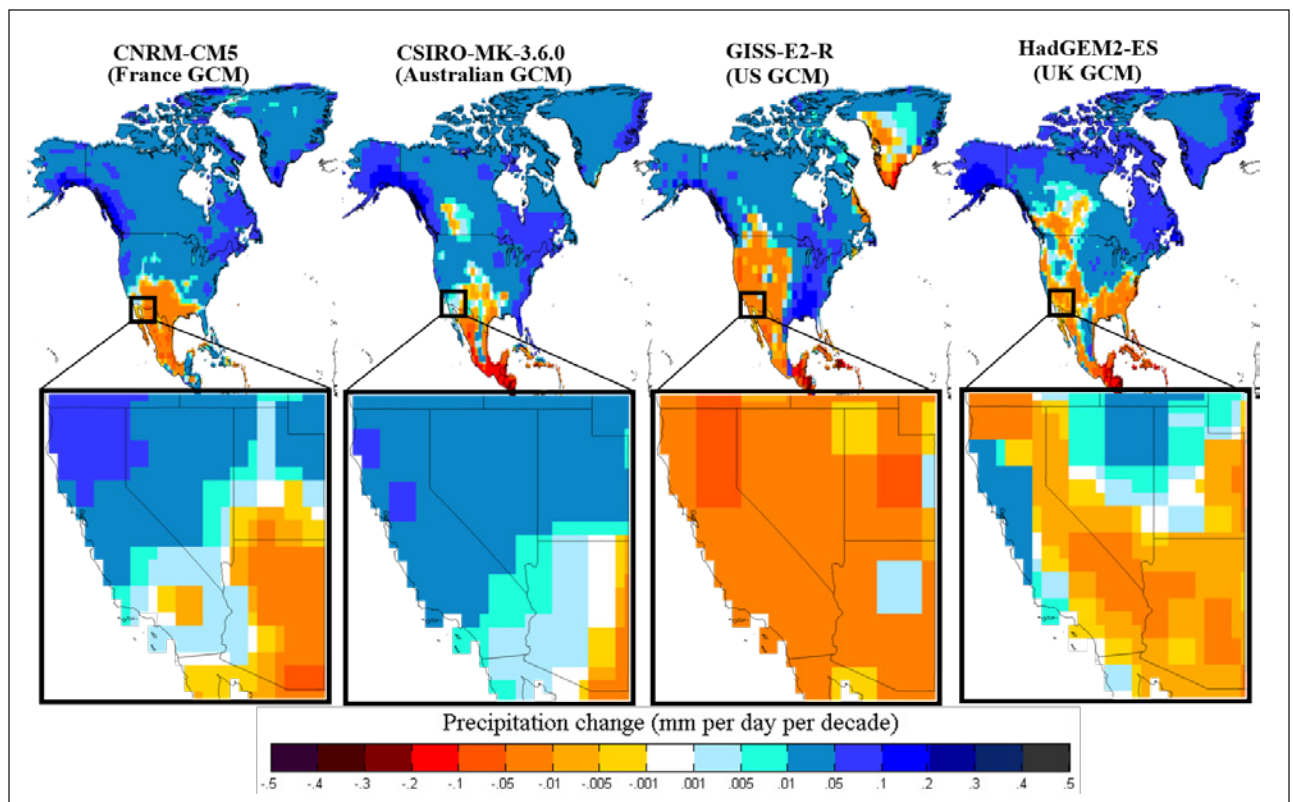 CNRM-CM5
(France GCM)
CSIRO-MK-3.6.0
(Australian GCM)
GISS-E2-R
(US GCM)
HadGEM2-ES
(UK GCM)
Precipitation change (mm per day per decade)
-.5 -.4 -.3 -.2 -.1 -.05 -.01 -.005 -.001 .001 .005 .01 .05 .1 .2 .3 .4 .5